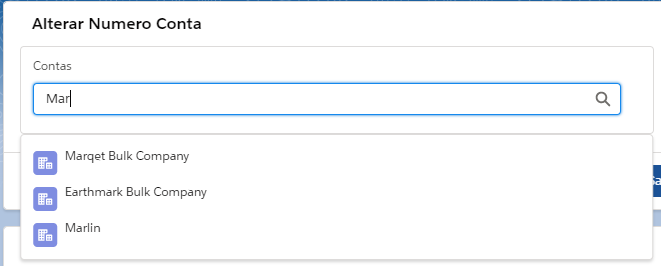 Alterar Numero Conta
Contas
Mar
Marqet Bulk Company
Earthmark Bulk Company
Marlin